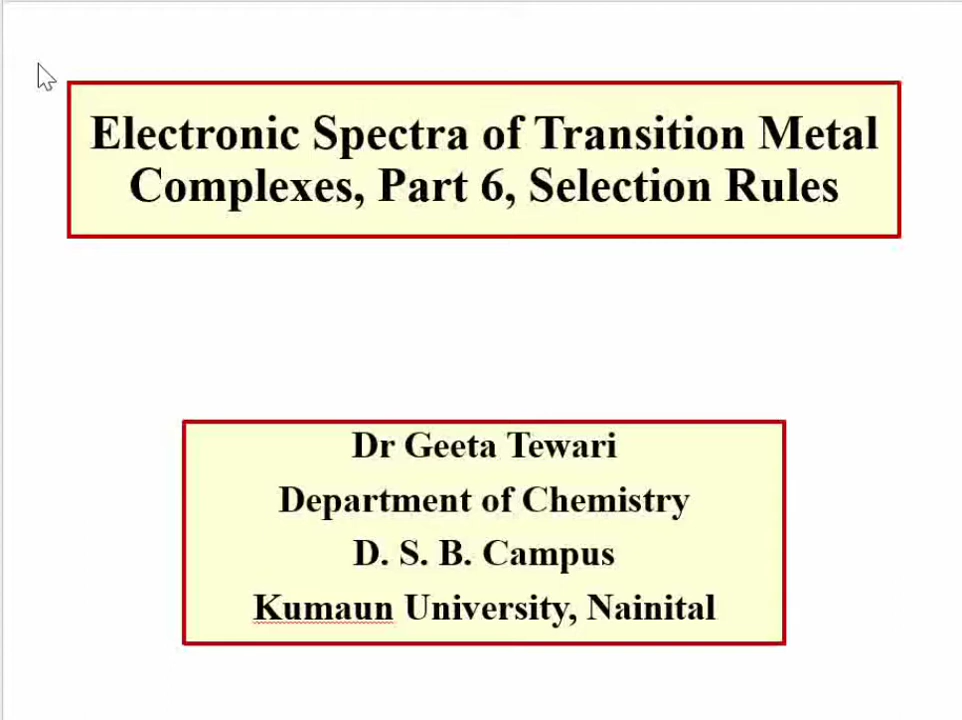 Electronic Spectra of Transition Metal
Complexes, Part 6, Selection Rules
Dr Geeta Tewari
Department of Chemistry
D. S. B. Campus
Kumaun University, Nainital